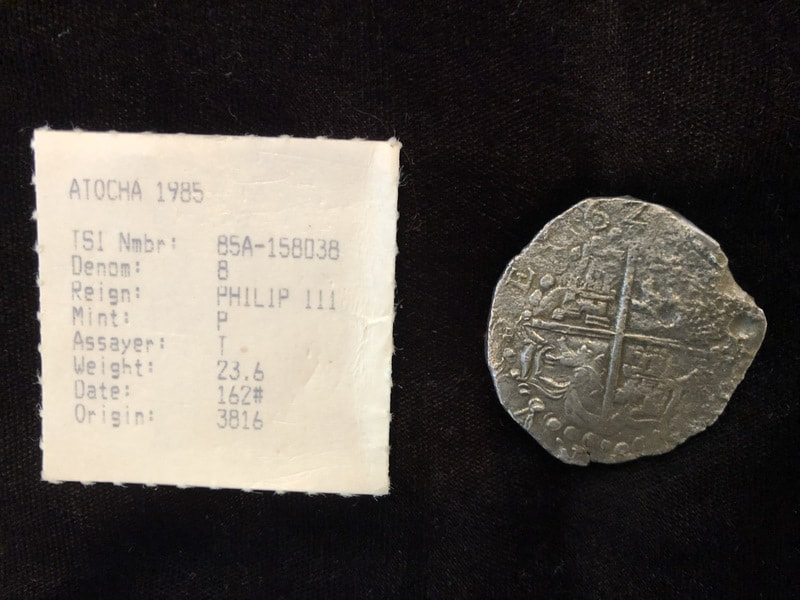 ATOCHA 1985
TSI Nmbr: 85A-158038
Denom: 8
Reign: PHILIP III
Mint: P
Assayer: T
Weight: 23.6
Date: 162#
Origin: 3816